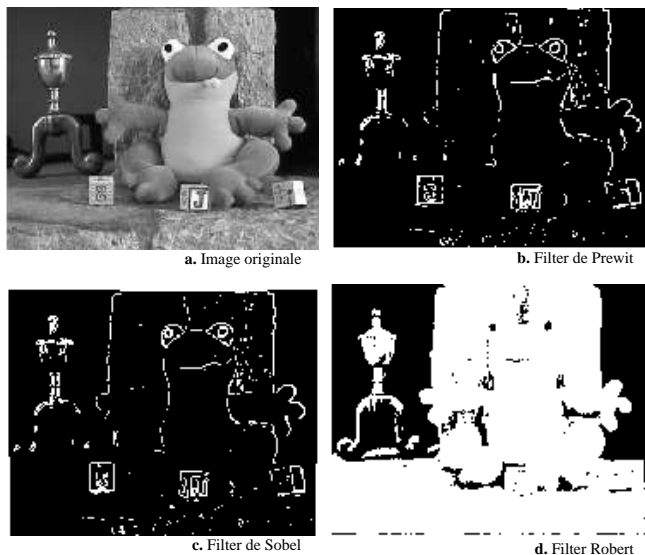 J
a. Image originale
b. Filter de Prewit
c. Filter de Sobel
d. Filter Robert